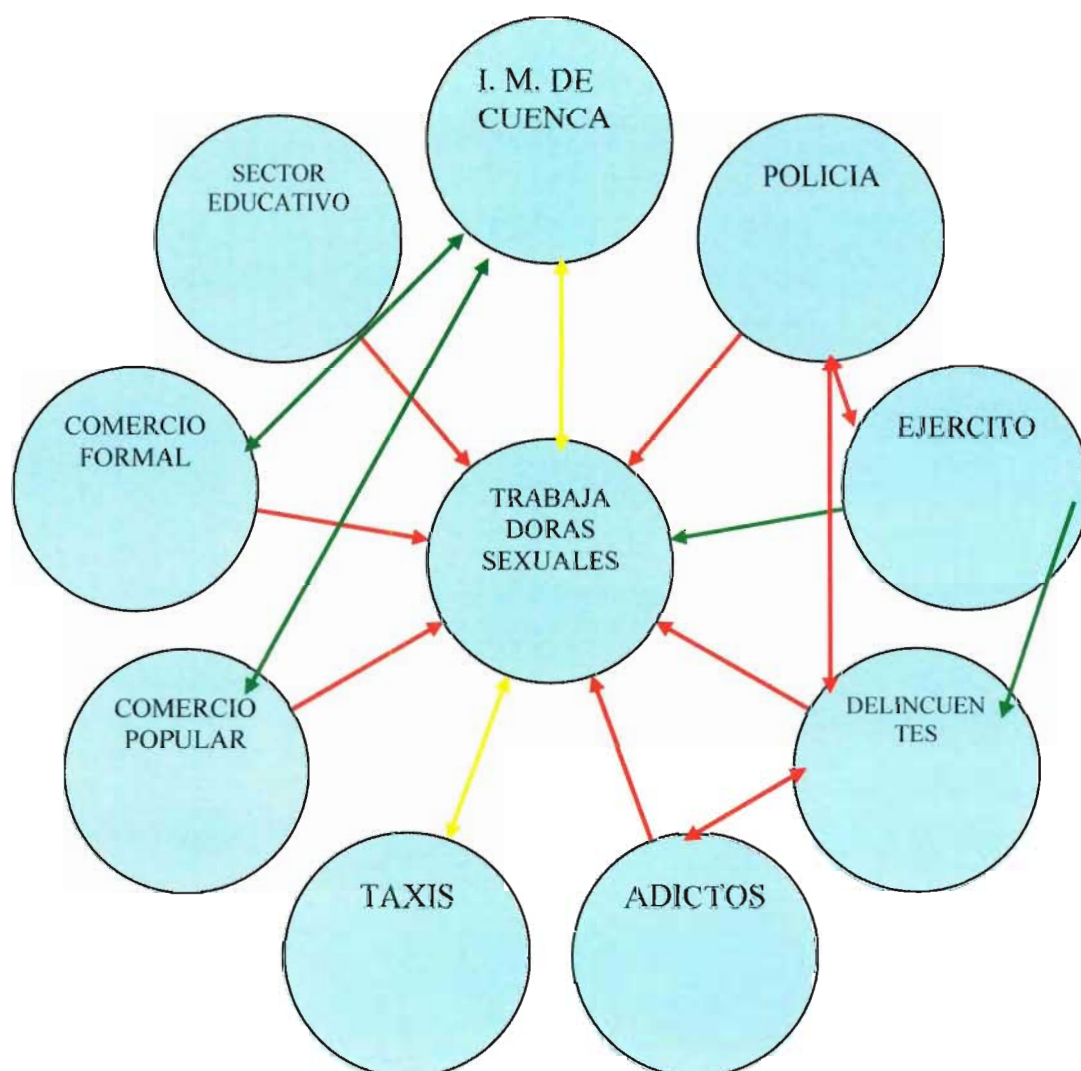 I. M. DE
CUENCA
SECTOR
EDUCATIVO
POLICIA
COMERCIO
FORMAL
EJERCITO
TRABAJA
DORAS
SEXUALES
COMERCIO
POPULAR
DELINCUEN
TES
TAXIS
ADICTOS